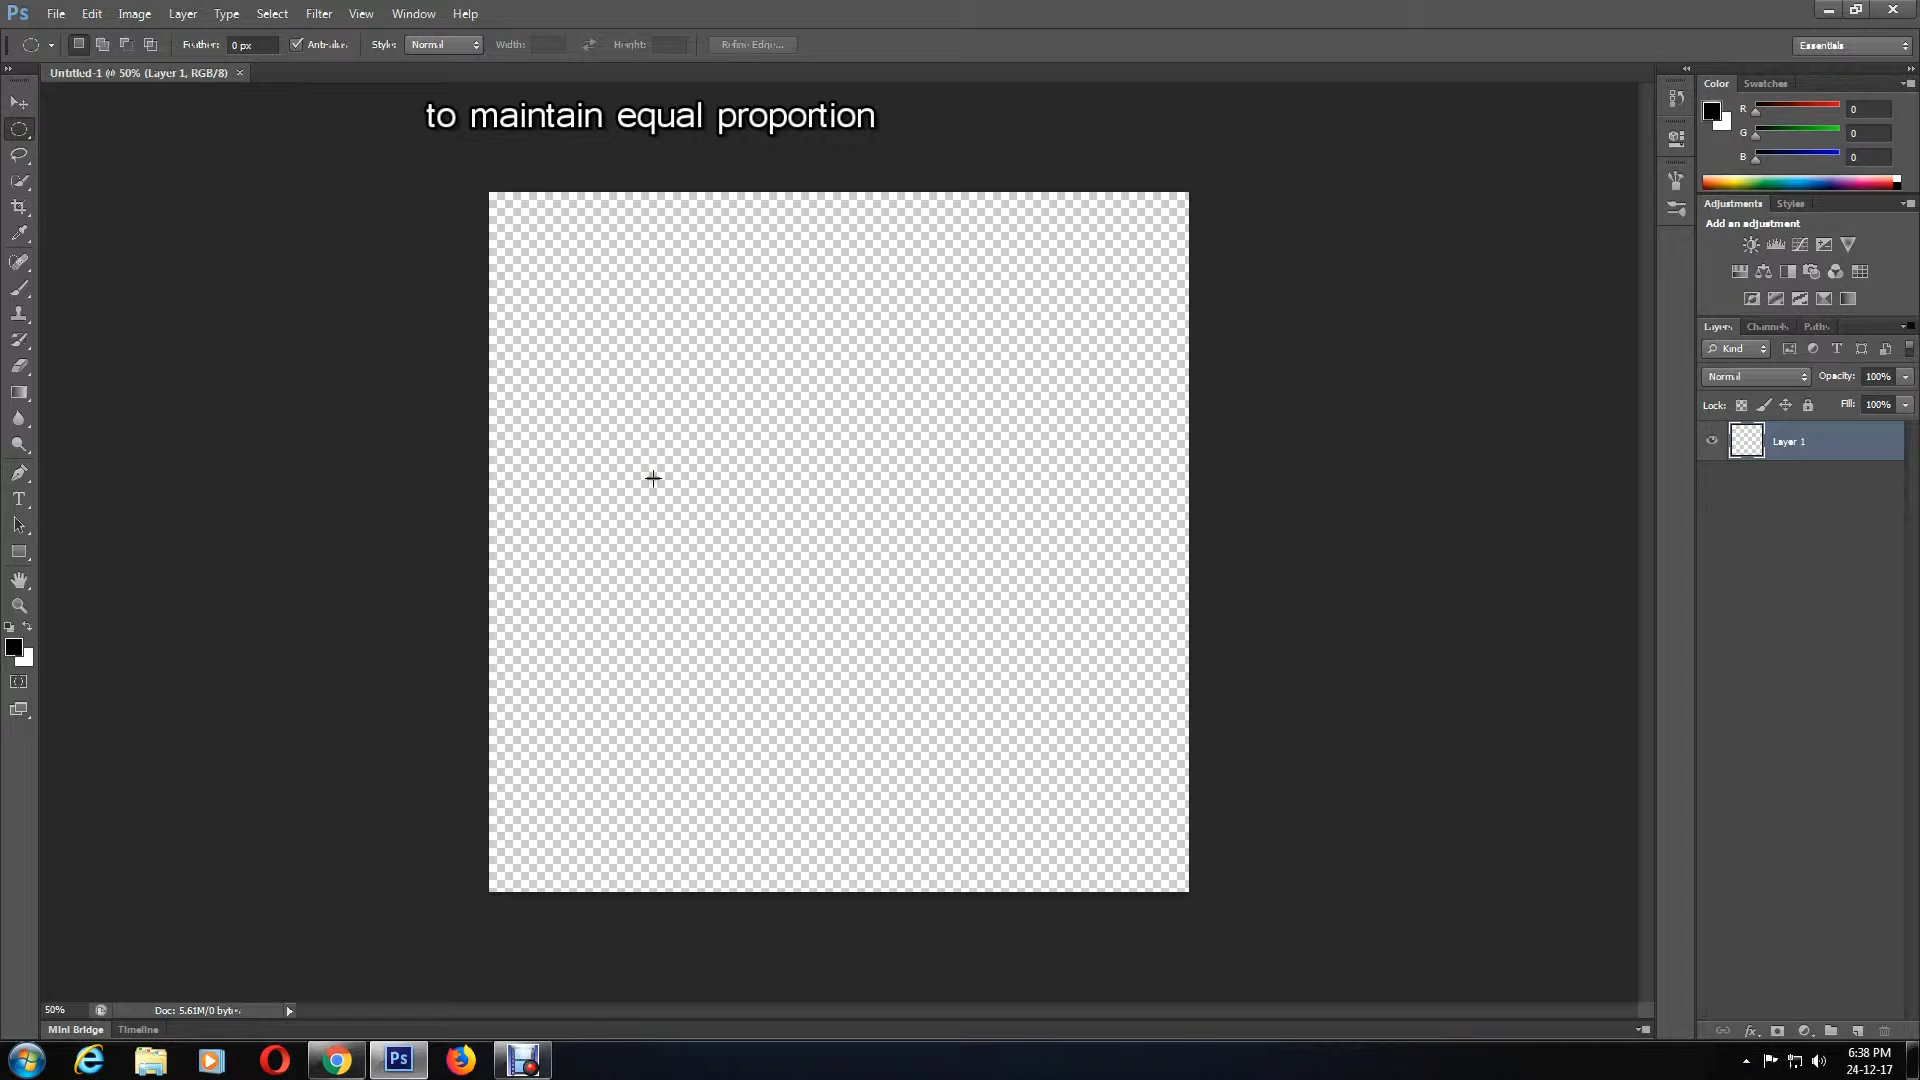 Ps File Edit Image Layer Type Select Filter View Window Help
Feather: 0 px Anti-alias Style: Normal Width: Height: Refine Edge... Essentials
Untitled-1 @ 50% (Layer 1, RGB/8) ×
to maintain equal proportion
Color Swatches
R 0
G 0
B 0
Adjustments Styles
Add an adjustment
Layers Channels Paths
Kind
Normal Opacity: 100%
Lock: Fill: 100%
Layer 1
50% Doc: 5.61M/0 bytes
Mini Bridge Timeline
Ps
6:38 PM
24-12-17